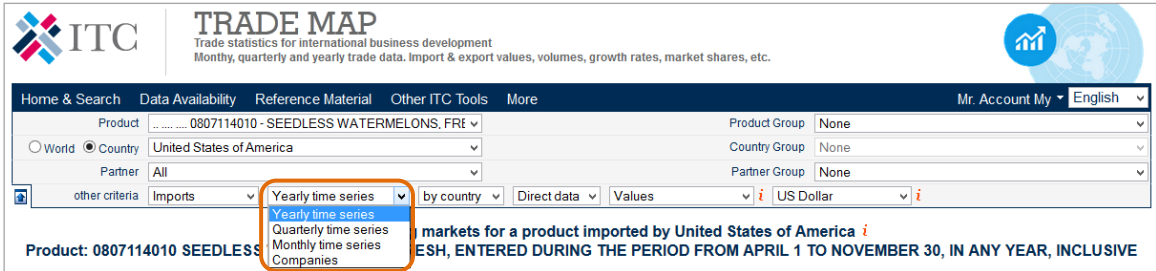 ITC
TRADE MAP
Trade statistics for international business development
Monthy, quarterly and yearly trade data. Import & export values, volumes, growth rates, market shares, etc.
Home & Search Data Availability Reference Material Other ITC Tools More Mr. Account My English
Product .. .... .... 0807114010 - SEEDLESS WATERMELONS, FRE Product Group None
World Country United States of America Country Group None
Partner All Partner Group None
other criteria Imports Yearly time series by country Direct data Values i US Dollar i
Yearly time series
Quarterly time series
Monthly time series
Companies
markets for a product imported by United States of America i
Product: 0807114010 SEEDLESS ESH, ENTERED DURING THE PERIOD FROM APRIL 1 TO NOVEMBER 30, IN ANY YEAR, INCLUSIVE